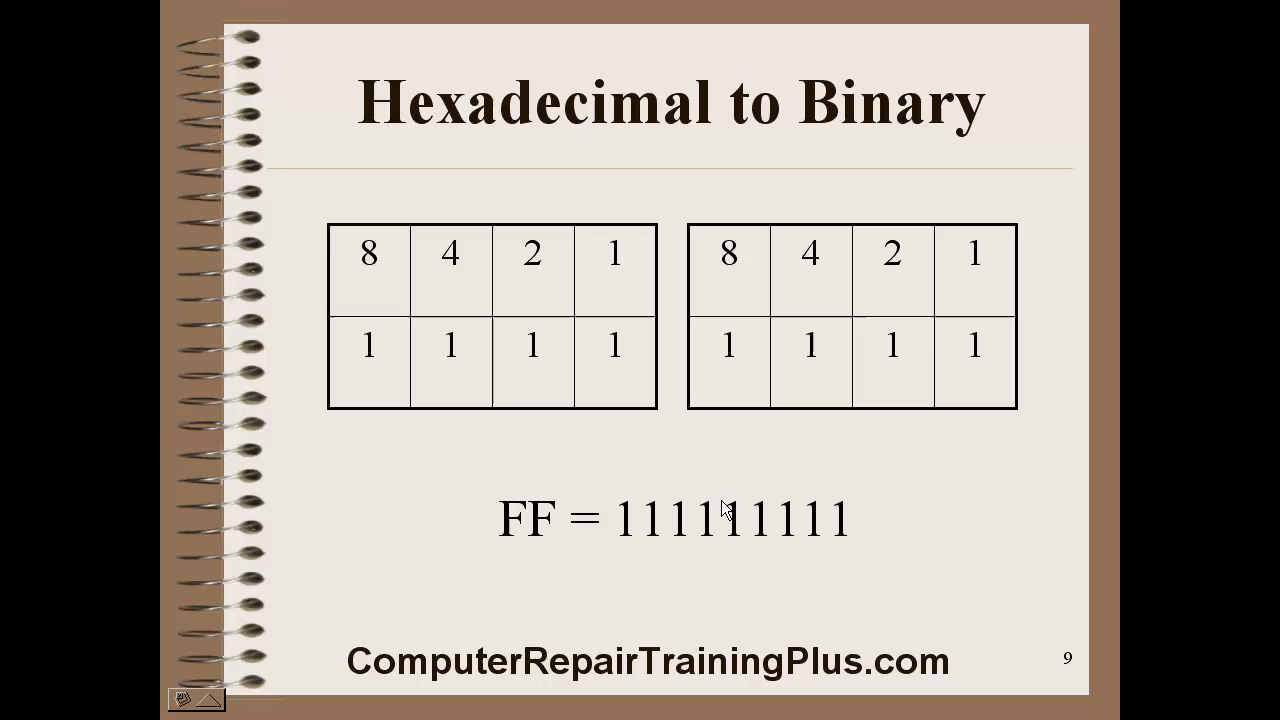 Hexadecimal to Binary
8 4 2 1 8 4 2 1
1 1 1 1 1 1 1 1
FF = 111111111
ComputerRepairTrainingPlus.com
9